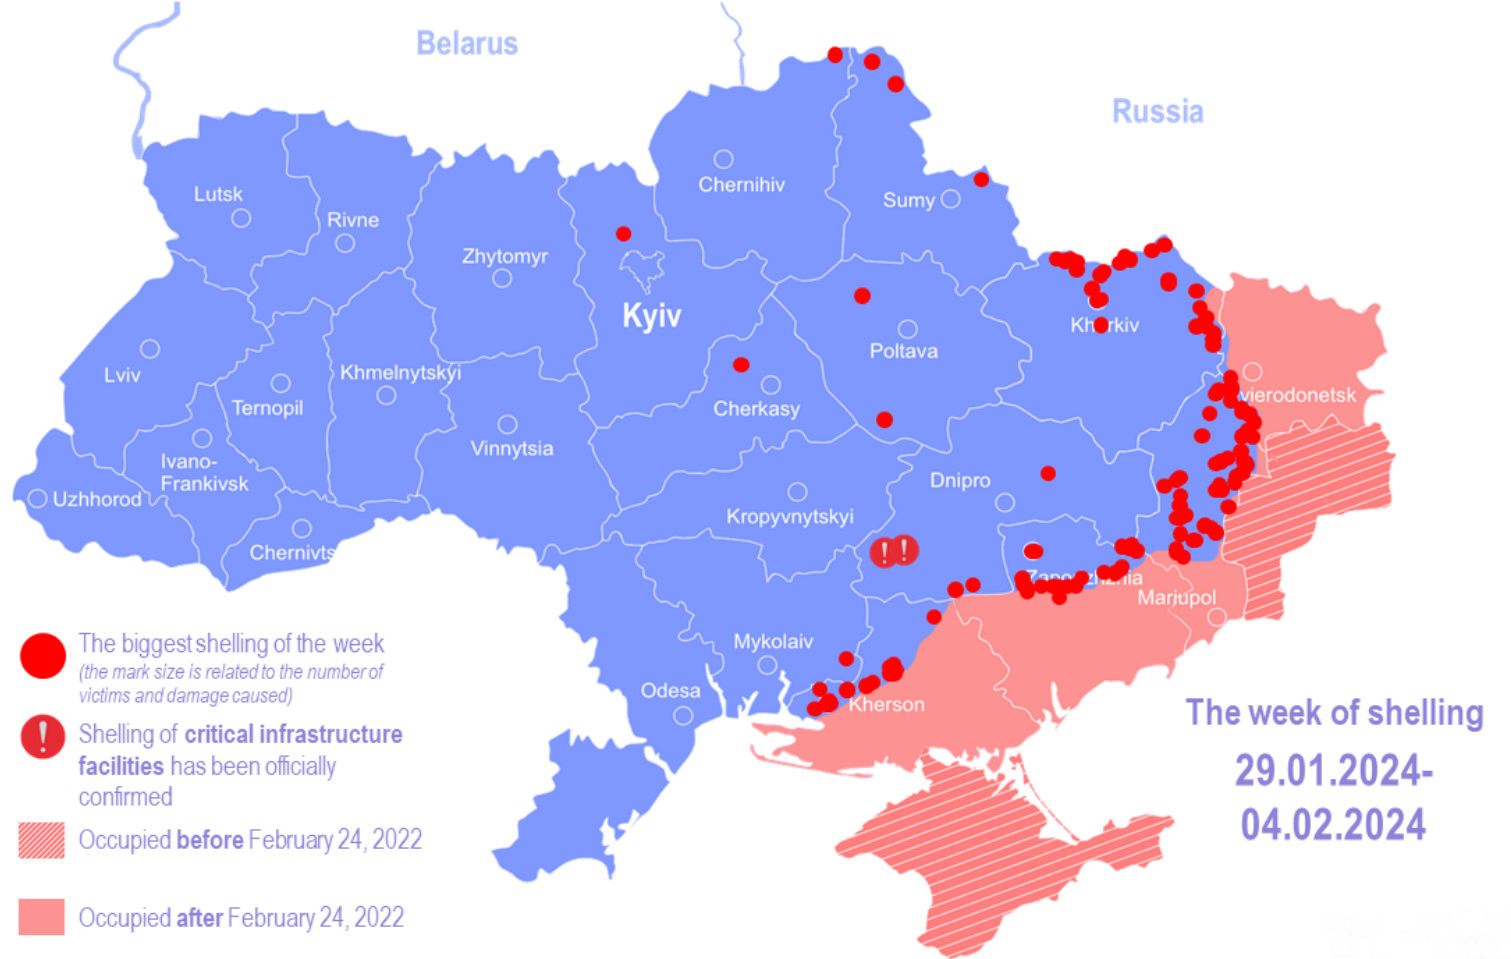 Belarus
Russia
Lutsk
Rivne
Chernihiv
Sumy
Zhytomyr
Kyiv
Kharkiv
Poltava
Lviv
Khmelnytskyi
Ternopil
Cherkasy
vierodonetsk
Vinnytsia
Ivano-
Frankivsk
Uzhhorod
Dnipro
Kropyvnytskyi
Chernivts
Zaporizhzhia
Mariupol
Mykolaiv
Odesa
Kherson
The biggest shelling of the week
(the mark size is related to the number of
victims and damage caused)
Shelling of critical infrastructure
facilities has been officially
confirmed
Occupied before February 24, 2022
Occupied after February 24, 2022
The week of shelling
29.01.2024-
04.02.2024